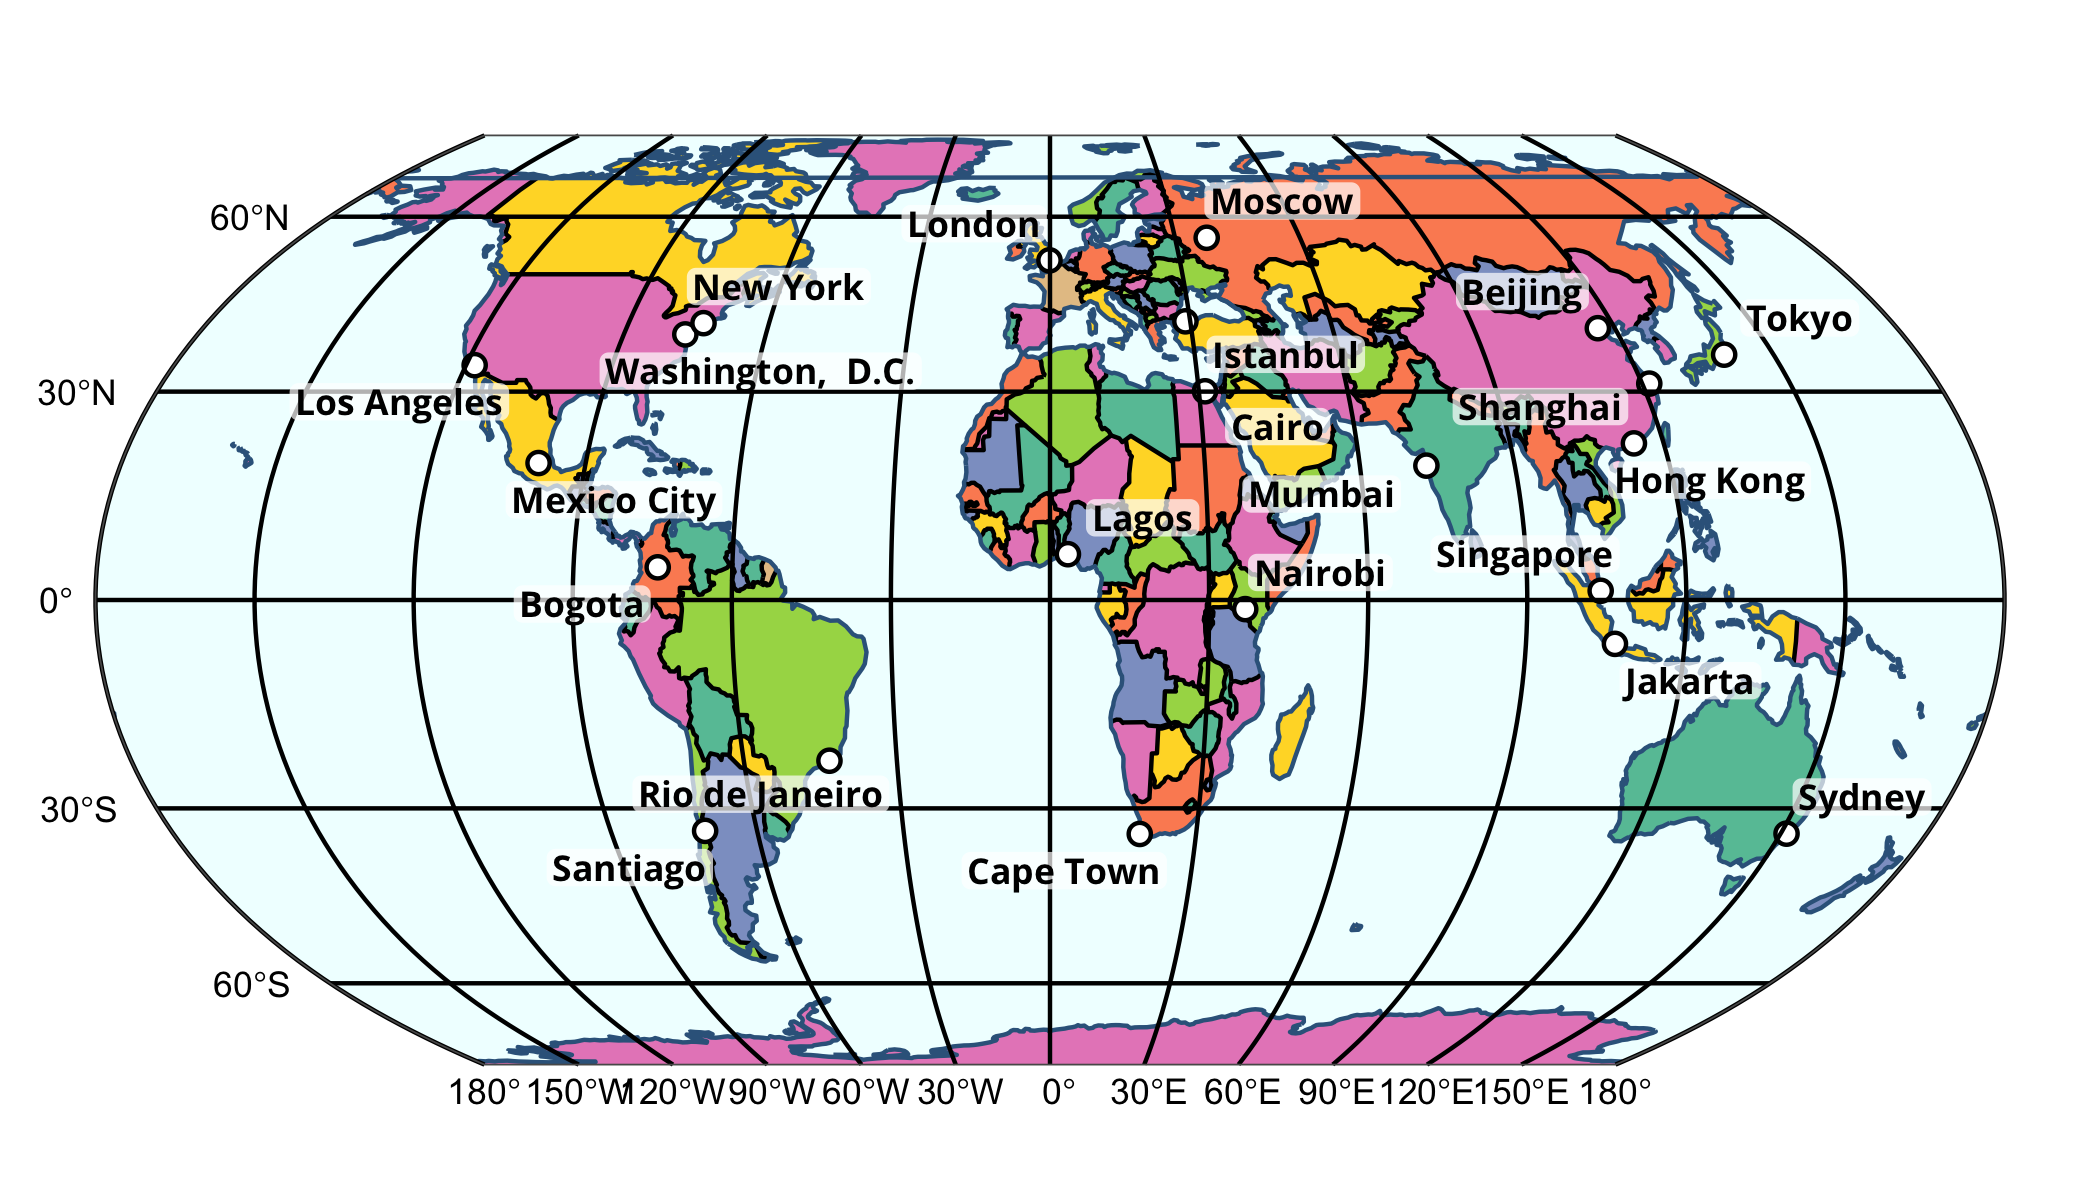 Moscow
60°N
London
New York
Beijing
Tokyo
Istanbul
Washington,  D.C.
30°N
Los Angeles
Shanghai
Cairo
Hong Kong
Mumbai
Mexico City
Lagos
Singapore
Nairobi
0°
Bogota
Jakarta
Rio de Janeiro
Sydney
30°S
Santiago
Cape Town
60°S
180° 150°W 120°W 90°W 60°W 30°W 0° 30°E 60°E 90°E 120°E 150°E 180°